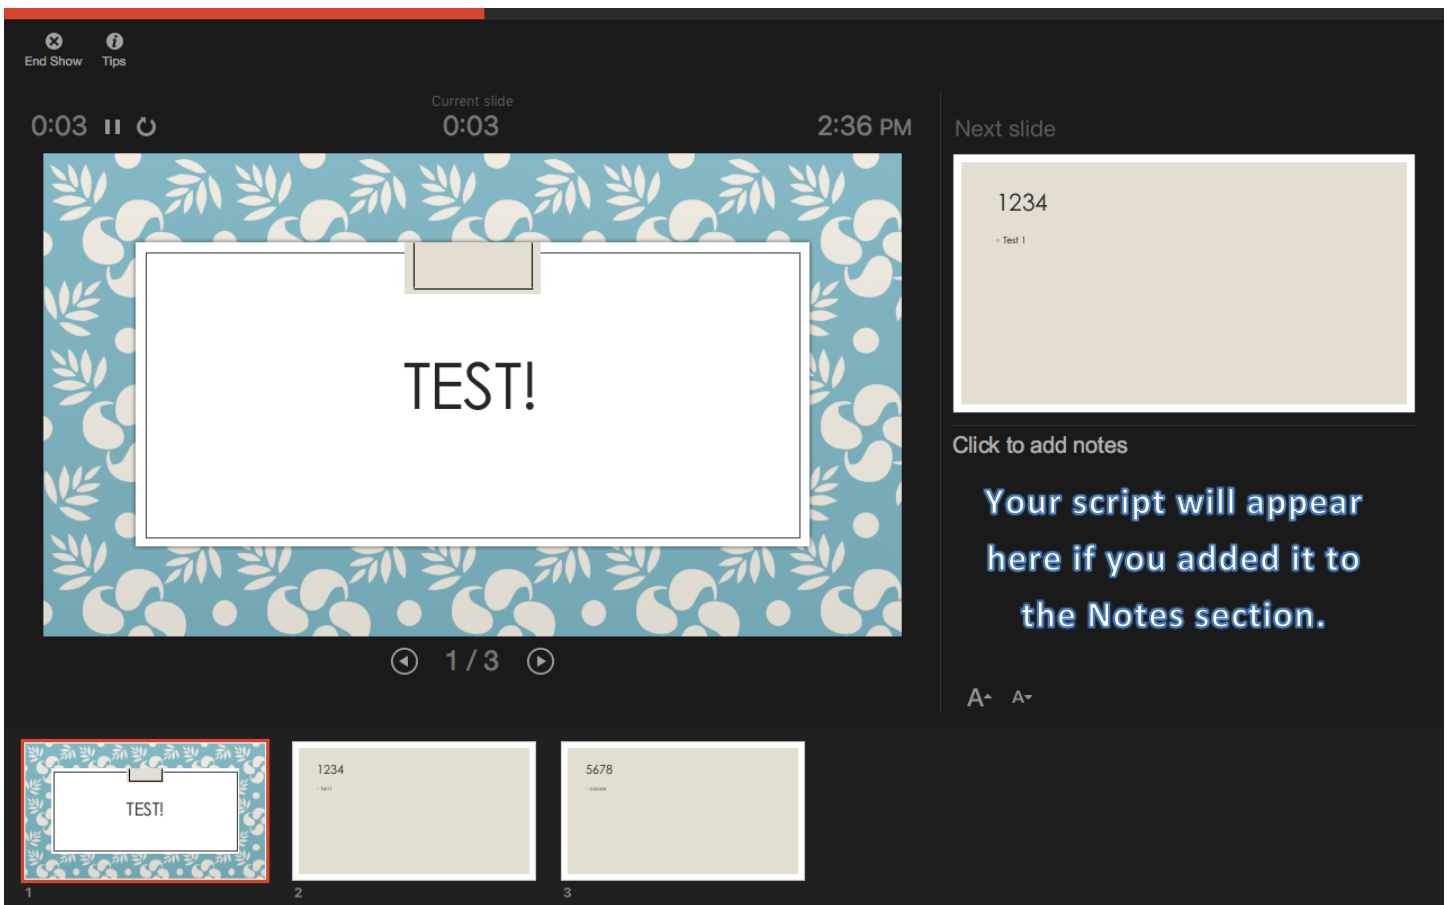 End Show
Tips
Current slide
0:03
0:03
2:36 PM
Next slide
TEST!
1234
Test 1
Click to add notes
Your script will appear
here if you added it to
the Notes section.
1 / 3
A
A
TEST!
1234
5678
1
2
3